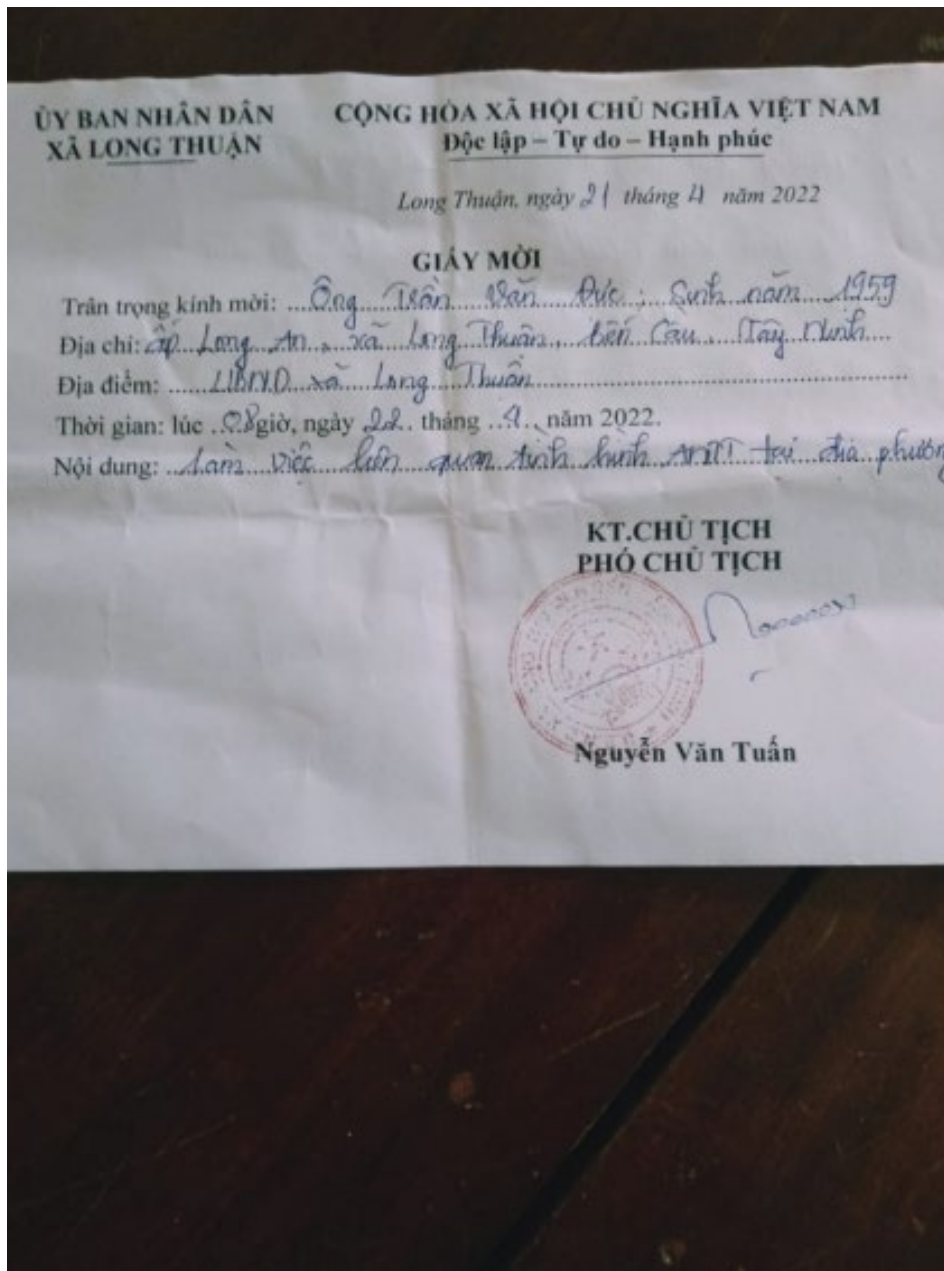 ỦY BAN NHÂN DÂN
XÃ LONG THUẬN
CỘNG HÒA XÃ HỘI CHỦ NGHĨA VIỆT NAM
Độc lập – Tự do – Hạnh phúc
Long Thuận, ngày 21 tháng 4 năm 2022
GIẤY MỜI
Trân trọng kính mời: Ông Trần Văn Đức; Sinh năm 1959
Địa chỉ: ấp Long An, xã Long Thuận, Bến Cầu, Tây Ninh
Địa điểm: UBND xã Long Thuận
Thời gian: lúc 08 giờ, ngày 22 tháng 4 năm 2022.
Nội dung: Làm việc liên quan tình hình ANTT tại địa phương
KT.CHỦ TỊCH
PHÓ CHỦ TỊCH
Nguyễn Văn Tuấn